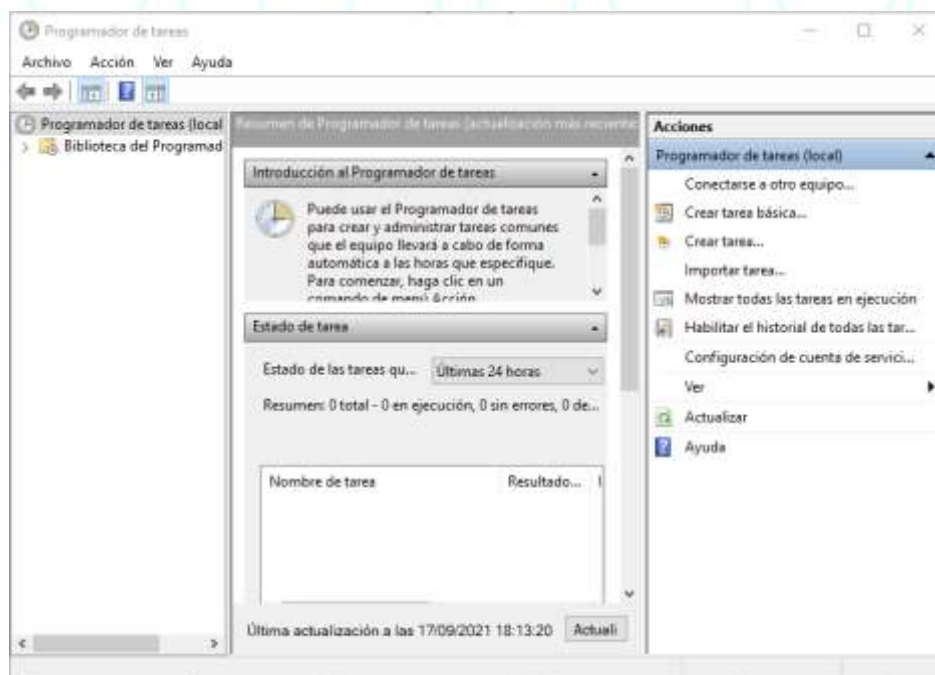 Programador de tareas
Archivo Acción Ver Ayuda
Programador de tareas (local
Biblioteca del Programad
Resumen de Programador de tareas (actualización más reciente
Introducción al Programador de tareas
Puede usar el Programador de tareas
para crear y administrar tareas comunes
que el equipo llevará a cabo de forma
automática a las horas que especifique.
Para comenzar, haga clic en un
comando de menú Acción
Estado de tarea
Estado de las tareas qu... Últimas 24 horas
Resumen: 0 total - 0 en ejecución, 0 sin errores, 0 de...
Nombre de tarea Resultado...
Última actualización a las 17/09/2021 18:13:20 Actuali
Acciones
Programador de tareas (local)
Conectarse a otro equipo...
Crear tarea básica...
Crear tarea...
Importar tarea...
Mostrar todas las tareas en ejecución
Habilitar el historial de todas las tar...
Configuración de cuenta de servici...
Ver
Actualizar
Ayuda